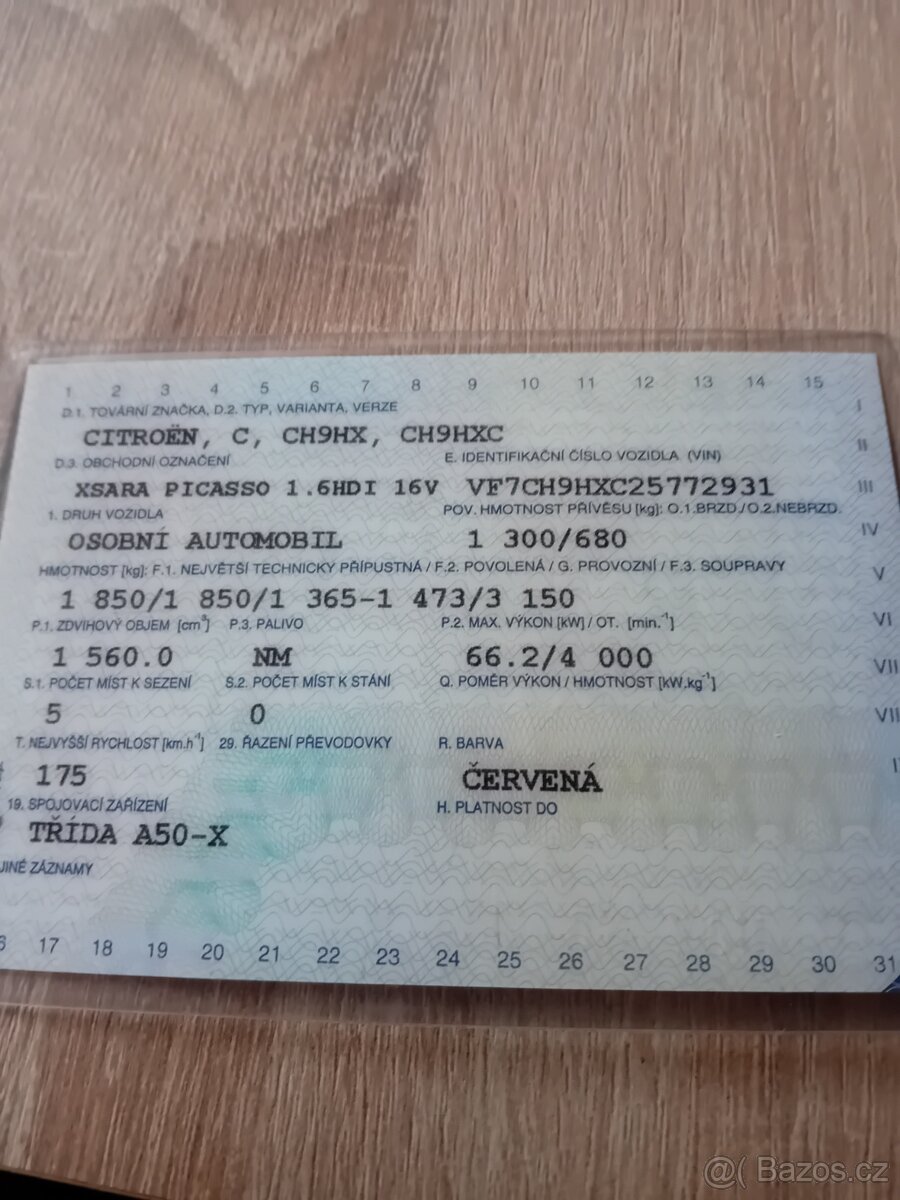 1 2 3 4 5 6 7 8 9 10 11 12 13 14 15
D.1. TOVÁRNÍ ZNAČKA, D.2. TYP, VARIANTA, VERZE I
CITROËN, C, CH9HX, CH9HXC II
D.3. OBCHODNÍ OZNAČENÍ E. IDENTIFIKAČNÍ ČÍSLO VOZIDLA (VIN)
XSARA PICASSO 1.6HDI 16V VF7CH9HXC25772931 III
1. DRUH VOZIDLA POV. HMOTNOST PŘÍVĚSU [kg]: O.1.BRZD./O.2.NEBRZD.
OSOBNÍ AUTOMOBIL 1 300/680 IV
HMOTNOST [kg]: F.1. NEJVĚTŠÍ TECHNICKY PŘÍPUSTNÁ / F.2. POVOLENÁ / G. PROVOZNÍ / F.3. SOUPRAVY V
1 850/1 850/1 365-1 473/3 150
P.1. ZDVIHOVÝ OBJEM [cm³] P.3. PALIVO P.2. MAX. VÝKON [kW] / OT. [min.⁻¹] VI
1 560.0 NM 66.2/4 000 VII
S.1. POČET MÍST K SEZENÍ S.2. POČET MÍST K STÁNÍ Q. POMĚR VÝKON / HMOTNOST [kW.kg⁻¹]
5 0 VII
T. NEJVYŠŠÍ RYCHLOST [km.h⁻¹] 29. ŘAZENÍ PŘEVODOVKY R. BARVA
175 ČERVENÁ
19. SPOJOVACÍ ZAŘÍZENÍ H. PLATNOST DO
TŘÍDA A50-X
JINÉ ZÁZNAMY
17 18 19 20 21 22 23 24 25 26 27 28 29 30 31
@( Bazos.cz